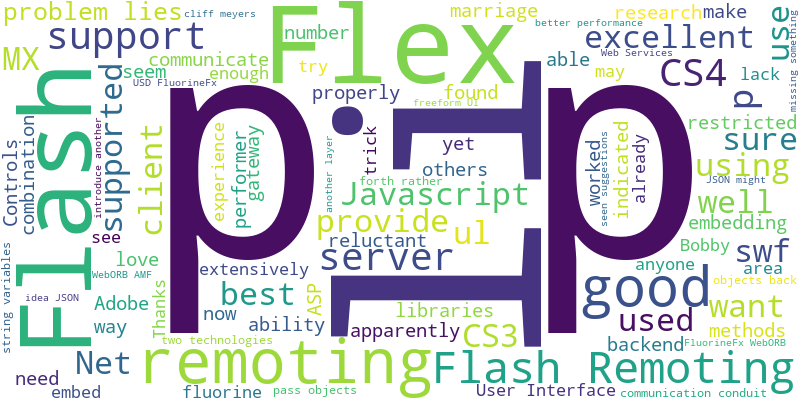 problem lies
cliff meyers
support
MX
communicate
enough
seem
USD FluorineFx
Flash
Controls
combination
string variables
idea JSON
supported
introduce another
client
see
love
WebORB AMF
Adobe
way
Thanks
Net
need
embed
Flex
number
try
properly
p li p
experience
performer
gateway
another layer
trick
freeform UI
yet
others
Javascript
forth rather
provide
ul
reluctant
server
extensively
best
now
ability
ASP
libraries
apparently
CS3
two technologies
remoting
Flash Remoting
fluorine
pass objects
User Interface
communication conduit
marriage
found
better performance
research
make
excellent
Web Services
able
may
CS4
lack
p
use
missing something
restricted
sure
worked
seen suggestions
indicated
already
using
JSON might
well
embedding
Bobby
swf
anyone
area
objects back
good
want
used
methods
backend
FluorineFx WebORB